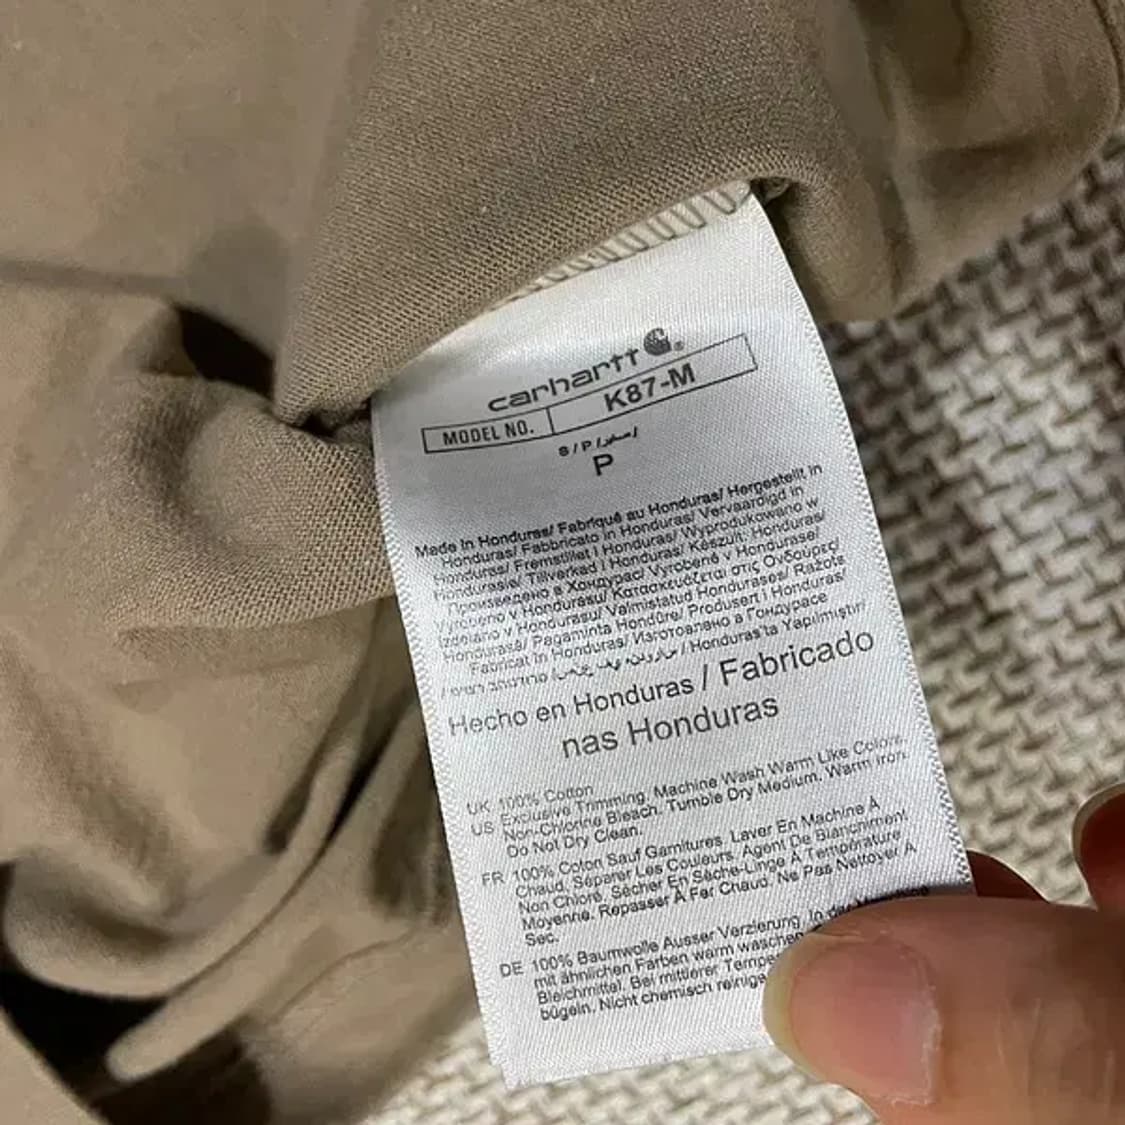 carhartt
MODEL NO. K87-M
S/P/
P
Made In Honduras/ Fabriqué au Honduras/ Hergestellt in
Honduras/ Fabbricato in Honduras/ Vervaardigd in
Honduras/ Fremstillet I Honduras/ Wyprodukowano w
Hondurasie/ Tillverkad I Honduras/ Készült: Honduras/
Произведено в Хондурас/ Vyrobené v Hondurase/
Vyrobeno v Hondurasu/ Κατασκευάζεται στις Ονδούρες/
Izdelano v Hondurasu/ Valmistatud Hondurases/ Ražots
Hondurasā/ Pagaminta Hondūre/ Produsert i Honduras/
Fabricat în Honduras/ Изготовлено в Гондурасе
/ Honduras'ta Yapılmıştır/
Hecho en Honduras / Fabricado
nas Honduras
UK 100% Cotton
US Exclusive Trimming. Machine Wash Warm Like Colors.
Non-Chlorine Bleach. Tumble Dry Medium. Warm Iron.
Do Not Dry Clean.
FR 100% Coton Sauf Garnitures. Laver En Machine À
Chaud, Séparer Les Couleurs. Agent De Blanchiment
Non Chloré. Sécher En Sèche-Linge À Température
Moyenne. Repasser À Fer Chaud. Ne Pas Nettoyer À
Sec.
DE 100% Baumwolle Ausser Verzierung. In der
mit ähnlichen Farben warm waschen
Bleichmittel. Bei mittlerer
bügeln. Nicht chemisch